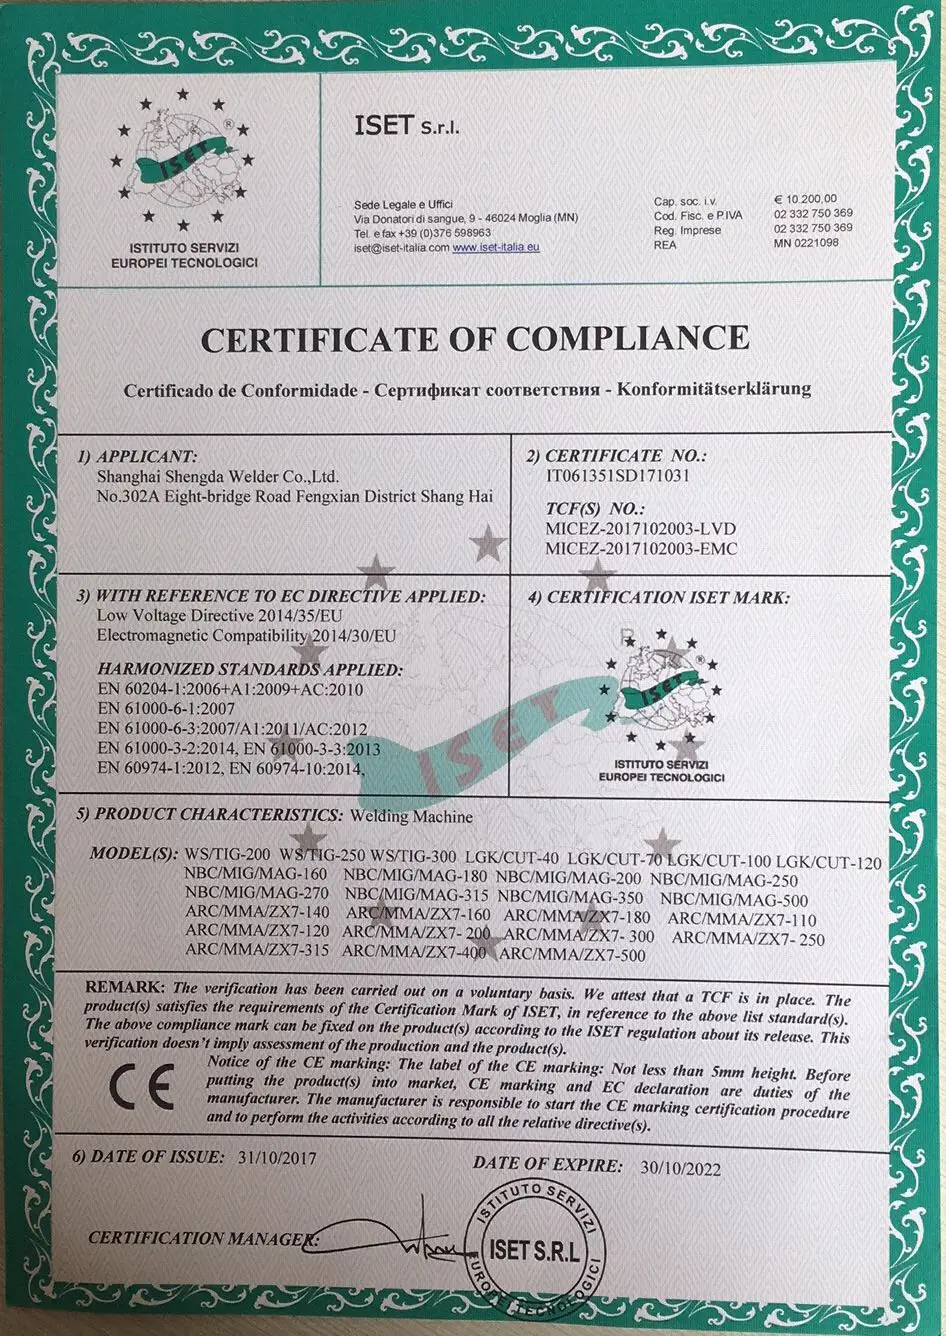 ISET
®
ISTITUTO SERVIZI
EUROPEI TECNOLOGICI
ISET S.r.l.
Sede Legale e Uffici
Via Donatori di sangue, 9 - 46024 Moglia (MN)
Tel. e fax +39 (0)376 598963
iset@iset-italia.com www.iset-italia.eu
Cap. soc. i.v. € 10.200,00
Cod. Fisc. e P.IVA 02 332 750 369
Reg. Imprese 02 332 750 369
REA MN 0221098
CERTIFICATE OF COMPLIANCE
Certificado de Conformidade - Сертификат соответствия - Konformitätserklärung
1) APPLICANT:
Shanghai Shengda Welder Co.,Ltd.
No.302A Eight-bridge Road Fengxian District Shang Hai
2) CERTIFICATE NO.:
IT061351SD171031
TCF(S) NO.:
MICEZ-2017102003-LVD
MICEZ-2017102003-EMC
3) WITH REFERENCE TO EC DIRECTIVE APPLIED:
Low Voltage Directive 2014/35/EU
Electromagnetic Compatibility 2014/30/EU
HARMONIZED STANDARDS APPLIED:
EN 60204-1:2006+A1:2009+AC:2010
EN 61000-6-1:2007
EN 61000-6-3:2007/A1:2011/AC:2012
EN 61000-3-2:2014, EN 61000-3-3:2013
EN 60974-1:2012, EN 60974-10:2014,
4) CERTIFICATION ISET MARK:
R
ISET
®
ISTITUTO SERVIZI
EUROPEI TECNOLOGICI
ISET
5) PRODUCT CHARACTERISTICS: Welding Machine
MODEL(S): WS/TIG-200 WS/TIG-250 WS/TIG-300 LGK/CUT-40 LGK/CUT-70 LGK/CUT-100 LGK/CUT-120
NBC/MIG/MAG-160 NBC/MIG/MAG-180 NBC/MIG/MAG-200 NBC/MIG/MAG-250
NBC/MIG/MAG-270 NBC/MIG/MAG-315 NBC/MIG/MAG-350 NBC/MIG/MAG-500
ARC/MMA/ZX7-140 ARC/MMA/ZX7-160 ARC/MMA/ZX7-180 ARC/MMA/ZX7-110
ARC/MMA/ZX7-120 ARC/MMA/ZX7- 200 ARC/MMA/ZX7- 300 ARC/MMA/ZX7- 250
ARC/MMA/ZX7-315 ARC/MMA/ZX7-400 ARC/MMA/ZX7-500
REMARK: The verification has been carried out on a voluntary basis. We attest that a TCF is in place. The
product(s) satisfies the requirements of the Certification Mark of ISET, in reference to the above list standard(s).
The above compliance mark can be fixed on the product(s) according to the ISET regulation about its release. This
verification doesn't imply assessment of the production and the product(s).
CE
Notice of the CE marking: The label of the CE marking: Not less than 5mm height. Before
putting the product(s) into market, CE marking and EC declaration are duties of the
manufacturer. The manufacturer is responsible to start the CE marking certification procedure
and to perform the activities according to all the relative directive(s).
6) DATE OF ISSUE: 31/10/2017
DATE OF EXPIRE: 30/10/2022
CERTIFICATION MANAGER:
ISTITUTO SERVIZI
ISET S.R.L
EUROPEI TECNOLOGICI